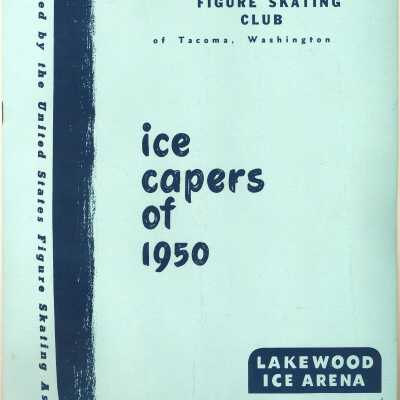 FIGURE SKATING
CLUB
of Tacoma, Washington
ed by the United States Figure Skating As
ice
capers
of
1950
LAKEWOOD
ICE ARENA